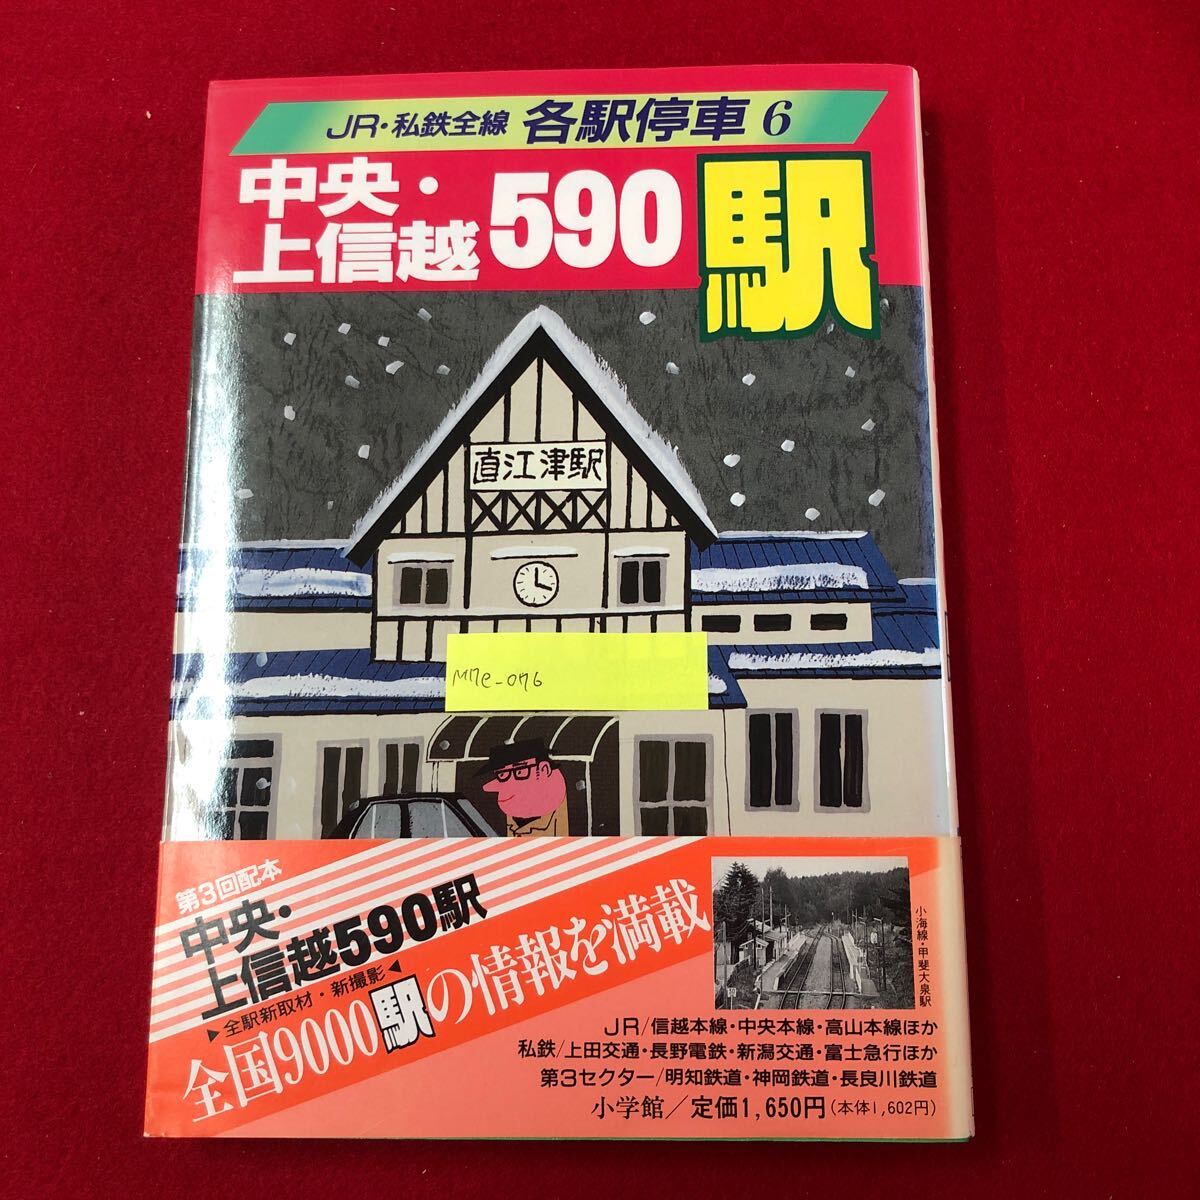 JR・私鉄全線 各駅停車 6
中央・
上信越590駅
直江津駅
M17e-076
第3回配本
中央・
上信越590駅
▶全駅新取材・新撮影◀
全国9000駅の情報を満載
小海線・甲斐大泉駅
JR/信越本線・中央本線・高山本線ほか
私鉄/上田交通・長野電鉄・新潟交通・富士急行ほか
第3セクター/明知鉄道・神岡鉄道・長良川鉄道
小学館/定価1,650円(本体1,602円)